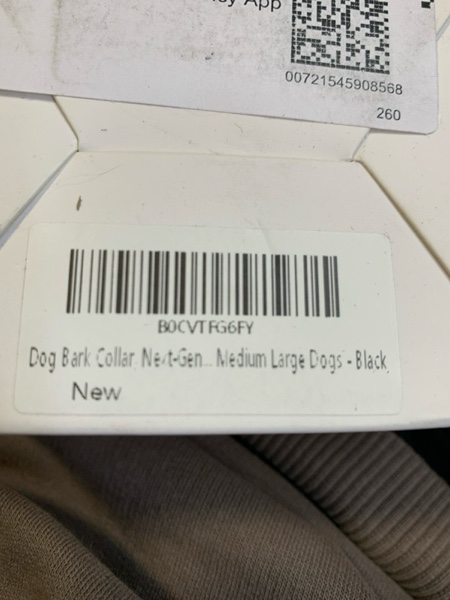 App
00721545908568
260
B0CVTFG6FY
Dog Bark Collar, Next-Gen... Medium Large Dogs - Black
New